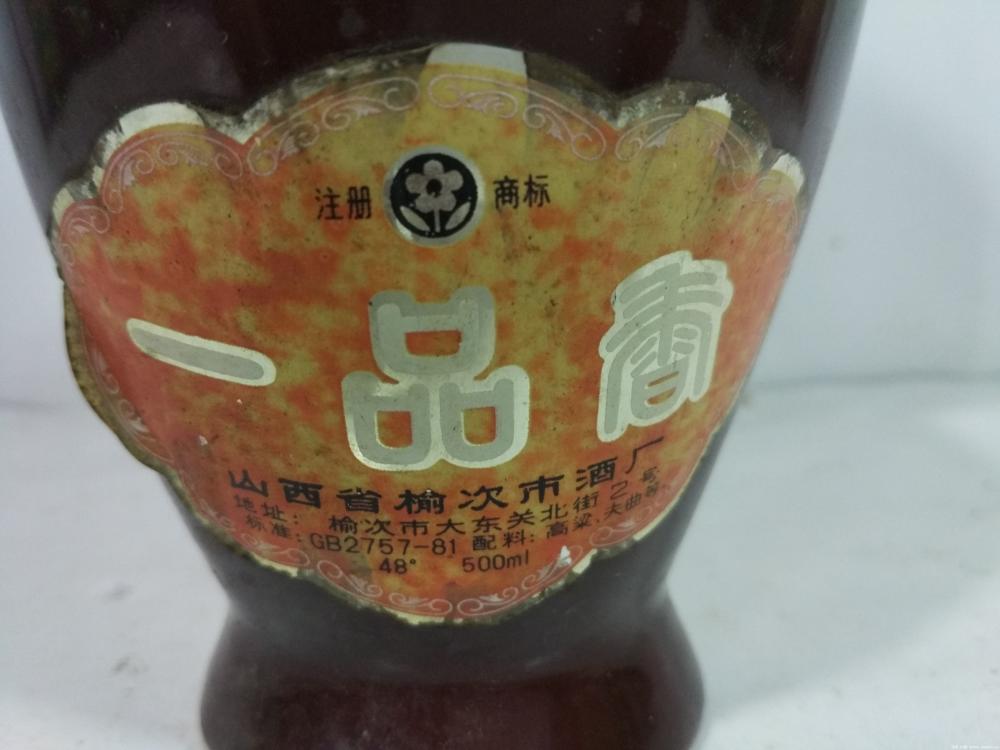 注册 商标
一品香
山西省榆次市酒厂
地址: 榆次市大东关北街2号
标准:GB2757-81 配料:高粱、大曲等.
48° 500ml